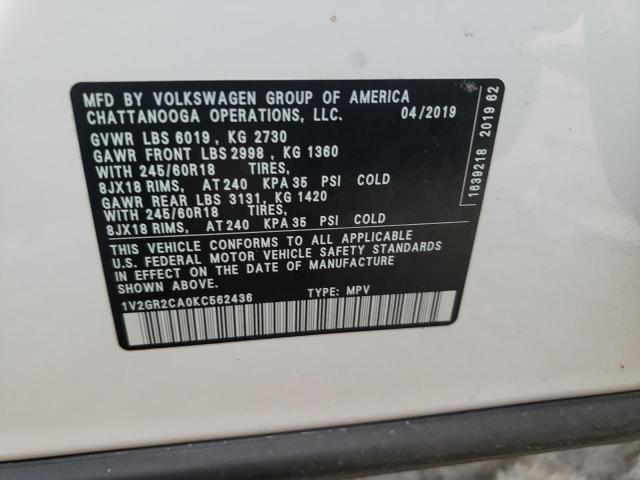 MFD BY VOLKSWAGEN GROUP OF AMERICA
CHATTANOOGA OPERATIONS, LLC. 04/2019
GVWR LBS 6019 , KG 2730
GAWR FRONT LBS 2998 , KG 1360
WITH 245/60R18 TIRES,
8JX18 RIMS, AT 240 KPA 35 PSI COLD
GAWR REAR LBS 3131, KG 1420
WITH 245/60R18 TIRES,
8JX18 RIMS, AT 240 KPA 35 PSI COLD
THIS VEHICLE CONFORMS TO ALL APPLICABLE
U.S. FEDERAL MOTOR VEHICLE SAFETY STANDARDS
IN EFFECT ON THE DATE OF MANUFACTURE
SHOWN ABOVE.
1V2GR2CA0KC562436 TYPE: MPV
1639218 2019 62